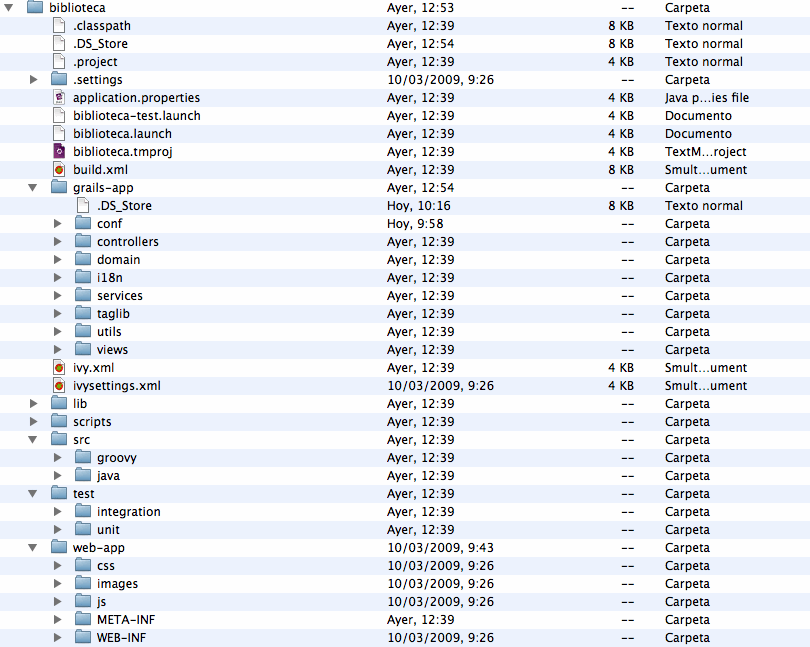 biblioteca Ayer, 12:53 -- Carpeta
.classpath Ayer, 12:39 8 KB Texto normal
.DS_Store Ayer, 12:54 8 KB Texto normal
.project Ayer, 12:39 4 KB Texto normal
.settings 10/03/2009, 9:26 -- Carpeta
application.properties Ayer, 12:39 4 KB Java p...ies file
biblioteca-test.launch Ayer, 12:39 4 KB Documento
biblioteca.launch Ayer, 12:39 4 KB Documento
biblioteca.tmproj Ayer, 12:39 4 KB TextM...roject
build.xml Ayer, 12:39 8 KB Smult...ument
grails-app Ayer, 12:54 -- Carpeta
.DS_Store Hoy, 10:16 8 KB Texto normal
conf Hoy, 9:58 -- Carpeta
controllers Ayer, 12:39 -- Carpeta
domain Ayer, 12:39 -- Carpeta
i18n Ayer, 12:39 -- Carpeta
services Ayer, 12:39 -- Carpeta
taglib Ayer, 12:39 -- Carpeta
utils Ayer, 12:39 -- Carpeta
views Ayer, 12:39 -- Carpeta
ivy.xml Ayer, 12:39 4 KB Smult...ument
ivysettings.xml 10/03/2009, 9:26 4 KB Smult...ument
lib Ayer, 12:39 -- Carpeta
scripts Ayer, 12:39 -- Carpeta
src Ayer, 12:39 -- Carpeta
groovy Ayer, 12:39 -- Carpeta
java Ayer, 12:39 -- Carpeta
test Ayer, 12:39 -- Carpeta
integration Ayer, 12:39 -- Carpeta
unit Ayer, 12:39 -- Carpeta
web-app 10/03/2009, 9:43 -- Carpeta
css 10/03/2009, 9:26 -- Carpeta
images 10/03/2009, 9:26 -- Carpeta
js 10/03/2009, 9:26 -- Carpeta
META-INF Ayer, 12:39 -- Carpeta
WEB-INF 10/03/2009, 9:26 -- Carpeta